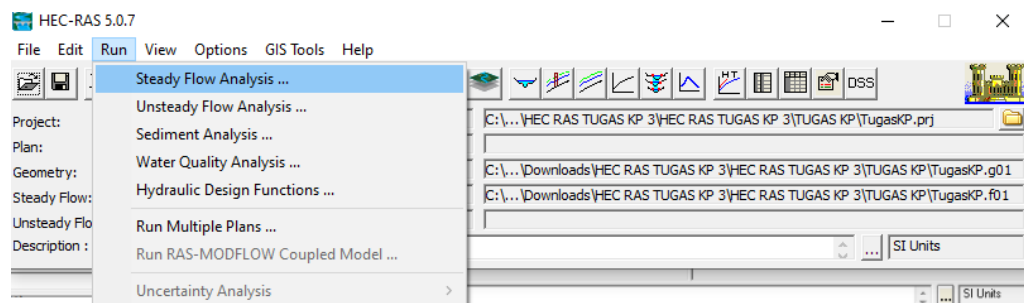 HEC-RAS 5.0.7
File Edit Run View Options GIS Tools Help
Steady Flow Analysis ...
DSS
Unsteady Flow Analysis ...
Project:
C:\...\HEC RAS TUGAS KP 3\HEC RAS TUGAS KP 3\TUGAS KP\TugasKP.prj
Sediment Analysis ...
Plan:
Water Quality Analysis ...
Geometry:
C:\...\Downloads\HEC RAS TUGAS KP 3\HEC RAS TUGAS KP 3\TUGAS KP\TugasKP.g01
Hydraulic Design Functions ...
Steady Flow:
C:\...\Downloads\HEC RAS TUGAS KP 3\HEC RAS TUGAS KP 3\TUGAS KP\TugasKP.f01
Unsteady Flo
Run Multiple Plans ...
Description :
Run RAS-MODFLOW Coupled Model ...
... SI Units
Uncertainty Analysis
... SI Units